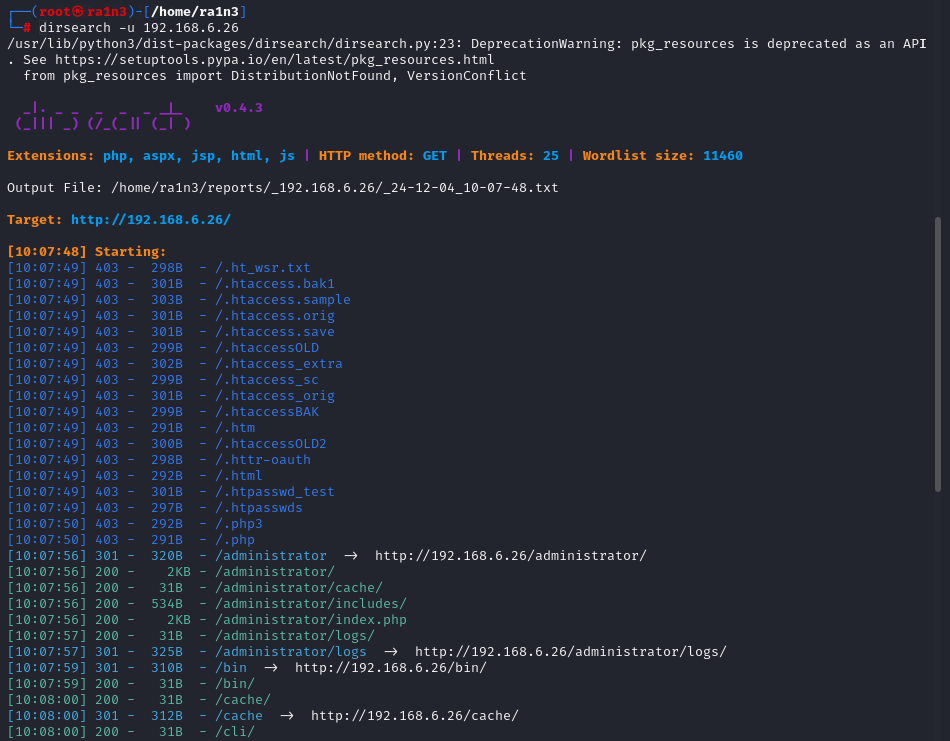 ┌──(root㉿ra1n3)-[/home/ra1n3]
└─# dirsearch -u 192.168.6.26
/usr/lib/python3/dist-packages/dirsearch/dirsearch.py:23: DeprecationWarning: pkg_resources is deprecated as an API
. See https://setuptools.pypa.io/en/latest/pkg_resources.html
  from pkg_resources import DistributionNotFound, VersionConflict
  _|. _ _  _  _  _ _|_    v0.4.3
 (_||| _) (/_(_|| (_| )
Extensions: php, aspx, jsp, html, js | HTTP method: GET | Threads: 25 | Wordlist size: 11460
Output File: /home/ra1n3/reports/_192.168.6.26/_24-12-04_10-07-48.txt
Target: http://192.168.6.26/
[10:07:48] Starting:
[10:07:49] 403 -  298B  - /.ht_wsr.txt
[10:07:49] 403 -  301B  - /.htaccess.bak1
[10:07:49] 403 -  303B  - /.htaccess.sample
[10:07:49] 403 -  301B  - /.htaccess.orig
[10:07:49] 403 -  301B  - /.htaccess.save
[10:07:49] 403 -  299B  - /.htaccessOLD
[10:07:49] 403 -  302B  - /.htaccess_extra
[10:07:49] 403 -  299B  - /.htaccess_sc
[10:07:49] 403 -  301B  - /.htaccess_orig
[10:07:49] 403 -  299B  - /.htaccessBAK
[10:07:49] 403 -  291B  - /.htm
[10:07:49] 403 -  300B  - /.htaccessOLD2
[10:07:49] 403 -  298B  - /.httr-oauth
[10:07:49] 403 -  292B  - /.html
[10:07:49] 403 -  301B  - /.htpasswd_test
[10:07:49] 403 -  297B  - /.htpasswds
[10:07:50] 403 -  292B  - /.php3
[10:07:50] 403 -  291B  - /.php
[10:07:56] 301 -  320B  - /administrator  →  http://192.168.6.26/administrator/
[10:07:56] 200 -    2KB - /administrator/
[10:07:56] 200 -   31B  - /administrator/cache/
[10:07:56] 200 -  534B  - /administrator/includes/
[10:07:56] 200 -    2KB - /administrator/index.php
[10:07:57] 200 -   31B  - /administrator/logs/
[10:07:57] 301 -  325B  - /administrator/logs  →  http://192.168.6.26/administrator/logs/
[10:07:59] 301 -  310B  - /bin  →  http://192.168.6.26/bin/
[10:07:59] 200 -   31B  - /bin/
[10:08:00] 200 -   31B  - /cache/
[10:08:00] 301 -  312B  - /cache  →  http://192.168.6.26/cache/
[10:08:00] 200 -   31B  - /cli/